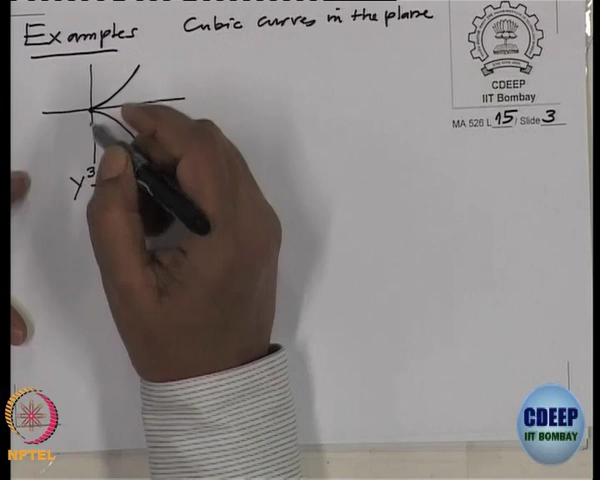 Examples Cubic curves in the plane
CDEEP
IIT Bombay
MA 526 L 15 / Slide 3
Y³
NPTEL
CDEEP
IIT BOMBAY